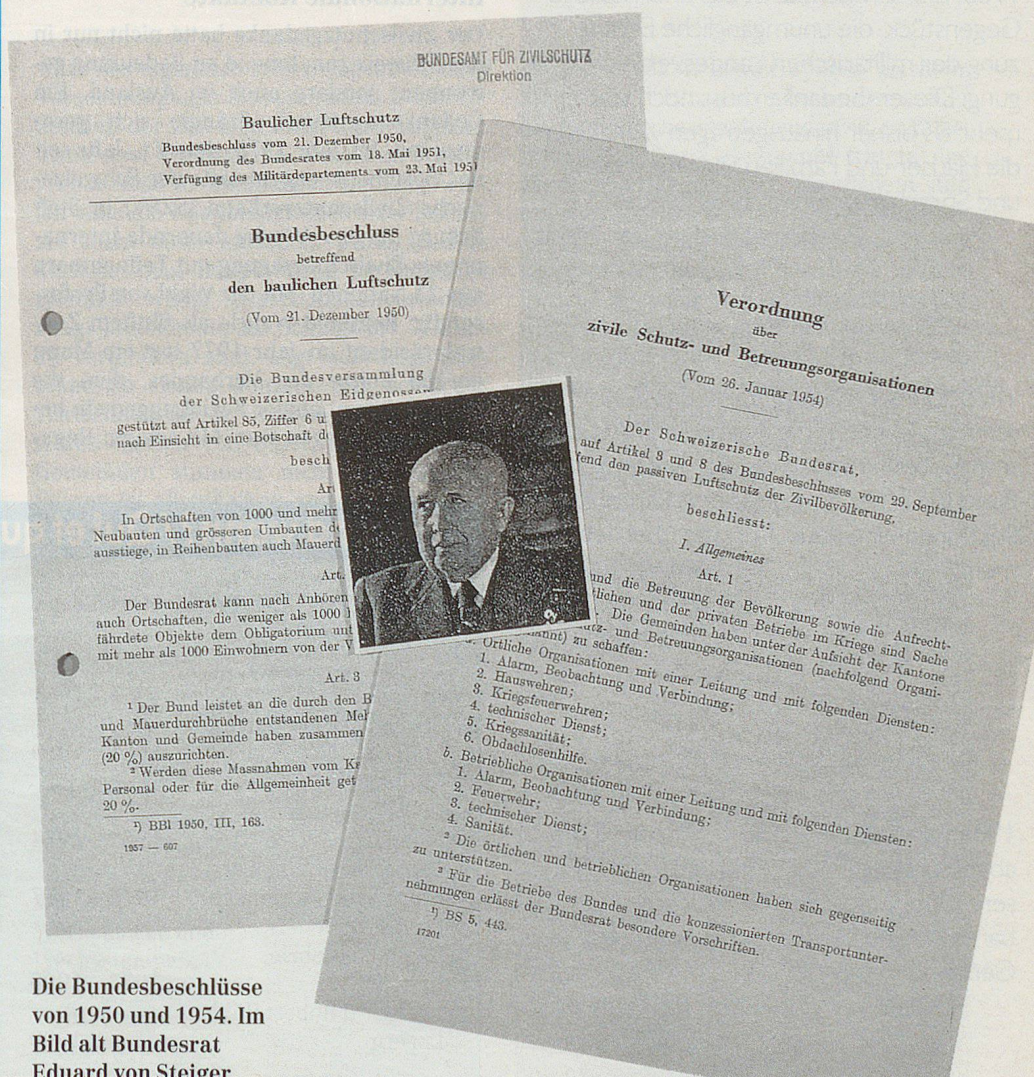 BUNDESAMT FÜR ZIVILSCHUTZ
Direktion
Baulicher Luftschutz
Bundesbeschluss vom 21. Dezember 1950,
Verordnung des Bundesrates vom 18. Mai 1951,
Verfügung des Militärdepartements vom 23. Mai 1951
Bundesbeschluss
betreffend
den baulichen Luftschutz
(Vom 21. Dezember 1950)
Die Bundesversammlung
der Schweizerischen
gestützt auf Artikel 85, Ziffer 6
nach Einsicht in eine Botschaft
besch
In Ortschaften von 1000 und mehr
Neubauten und grösseren Umbauten
ausstiege, in Reihenbauten auch
Art.
Der Bundesrat kann nach Anhören
auch Ortschaften, die weniger als 1000
fährdete Objekte dem Obligatorium
mit mehr als 1000 Einwohnern von der
Art. 3
¹ Der Bund leistet an die durch den
und Mauerdurchbrüche entstandenen
Kanton und Gemeinde haben zusammen
(20 %) auszurichten.
² Werden diese Massnahmen vom
Personal oder für die Allgemeinheit
20 %.
¹) BBl 1950, III, 163.
1957 — 607
Verordnung
über
zivile Schutz- und Betreuungsorganisationen
(Vom 26. Januar 1954)
Der Schweizerische Bundesrat,
auf Artikel 3 und 8 des Bundesbeschlusses vom 29. September
fend den passiven Luftschutz der Zivilbevölkerung,
beschliesst:
I. Allgemeines
Art. 1
und die Betreuung der Bevölkerung sowie die Aufrecht-
tlichen und der privaten Betriebe im Kriege sind Sache
Die Gemeinden haben unter der Aufsicht der Kantone
utz- und Betreuungsorganisationen (nachfolgend Organi-
annt) zu schaffen:
Örtliche Organisationen mit einer Leitung und mit folgenden Diensten:
1. Alarm, Beobachtung und Verbindung;
2. Hauswehren;
3. Kriegsfeuerwehren;
4. technischer Dienst;
5. Kriegssanität;
6. Obdachlosenhilfe.
b. Betriebliche Organisationen mit einer Leitung und mit folgenden Diensten:
1. Alarm, Beobachtung und Verbindung;
2. Feuerwehr;
3. technischer Dienst;
4. Sanität.
² Die örtlichen und betrieblichen Organisationen haben sich gegenseitig
zu unterstützen.
³ Für die Betriebe des Bundes und die konzessionierten Transportunter-
nehmungen erlässt der Bundesrat besondere Vorschriften.
¹) BS 5, 443.
17201
Die Bundesbeschlüsse
von 1950 und 1954. Im
Bild alt Bundesrat
Eduard von Steiger